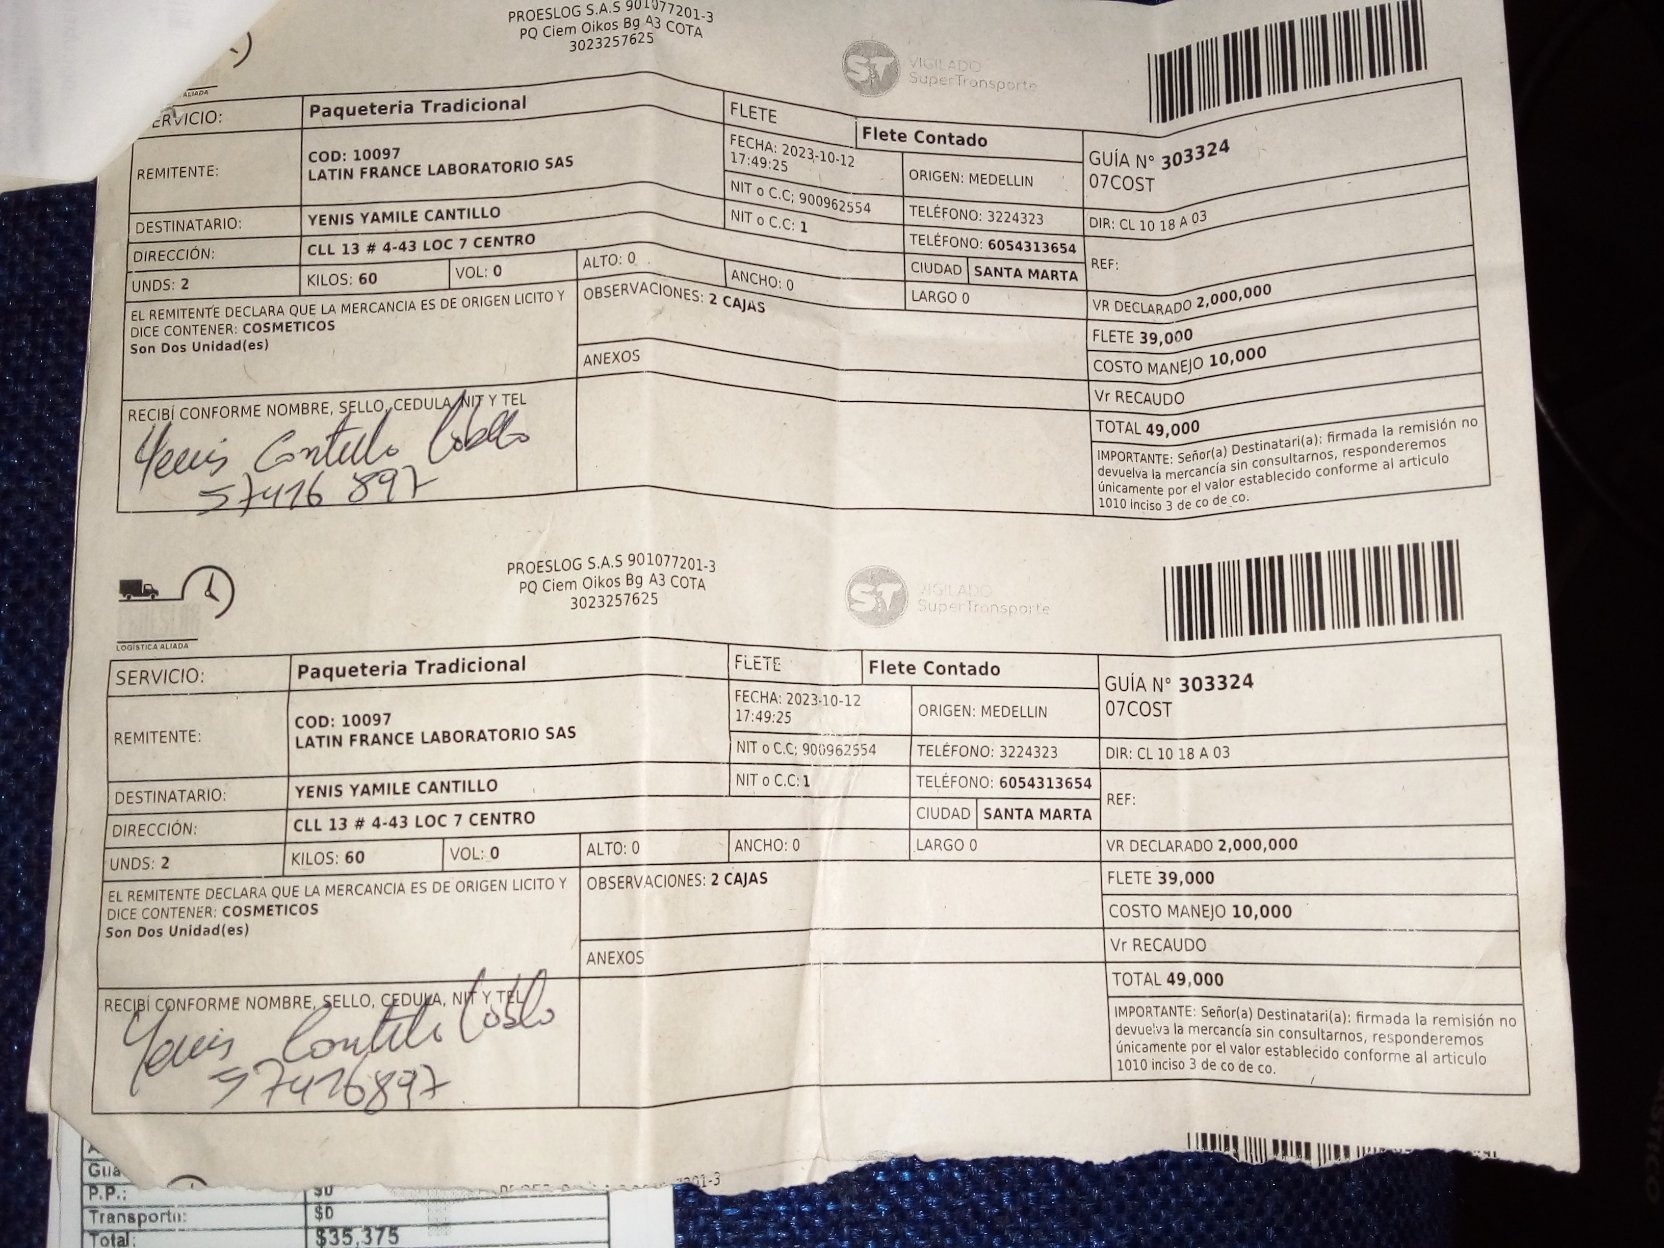 PROESLOG S.A.S 901077201-3
PQ Ciem Oikos Bg A3 COTA
3023257625
ST VIGILADO
SuperTransporte
ALIADA
SERVICIO: Paqueteria Tradicional FLETE Flete Contado
GUÍA N° 303324
07COST
REMITENTE: COD: 10097
LATIN FRANCE LABORATORIO SAS
FECHA: 2023-10-12
17:49:25
ORIGEN: MEDELLIN
NIT o C.C; 900962554 TELÉFONO: 3224323 DIR: CL 10 18 A 03
DESTINATARIO: YENIS YAMILE CANTILLO NIT o C.C: 1 TELÉFONO: 6054313654 REF:
DIRECCIÓN: CLL 13 # 4-43 LOC 7 CENTRO CIUDAD SANTA MARTA
UNDS: 2 KILOS: 60 VOL: 0 ALTO: 0 ANCHO: 0 LARGO 0 VR DECLARADO 2,000,000
EL REMITENTE DECLARA QUE LA MERCANCIA ES DE ORIGEN LICITO Y
DICE CONTENER: COSMETICOS
Son Dos Unidad(es)
OBSERVACIONES: 2 CAJAS
FLETE 39,000
COSTO MANEJO 10,000
ANEXOS
Vr RECAUDO
TOTAL 49,000
RECIBÍ CONFORME NOMBRE, SELLO, CEDULA, NIT Y TEL
Yenis Cantillo
57416 897
IMPORTANTE: Señor(a) Destinatari(a): firmada la remisión no
devuelva la mercancía sin consultarnos, responderemos
únicamente por el valor establecido conforme al articulo
1010 inciso 3 de co de co.
PROESLOG S.A.S 901077201-3
PQ Ciem Oikos Bg A3 COTA
3023257625
ST VIGILADO
SuperTransporte
LOGÍSTICA ALIADA
SERVICIO: Paqueteria Tradicional FLETE Flete Contado
GUÍA N° 303324
07COST
REMITENTE: COD: 10097
LATIN FRANCE LABORATORIO SAS
FECHA: 2023-10-12
17:49:25
ORIGEN: MEDELLIN
NIT o C.C; 900962554 TELÉFONO: 3224323 DIR: CL 10 18 A 03
DESTINATARIO: YENIS YAMILE CANTILLO NIT o C.C: 1 TELÉFONO: 6054313654 REF:
DIRECCIÓN: CLL 13 # 4-43 LOC 7 CENTRO CIUDAD SANTA MARTA
UNDS: 2 KILOS: 60 VOL: 0 ALTO: 0 ANCHO: 0 LARGO 0 VR DECLARADO 2,000,000
EL REMITENTE DECLARA QUE LA MERCANCIA ES DE ORIGEN LICITO Y
DICE CONTENER: COSMETICOS
Son Dos Unidad(es)
OBSERVACIONES: 2 CAJAS
FLETE 39,000
COSTO MANEJO 10,000
ANEXOS
Vr RECAUDO
TOTAL 49,000
RECIBÍ CONFORME NOMBRE, SELLO, CEDULA, NIT Y TEL
Yenis Cantillo
57416897
IMPORTANTE: Señor(a) Destinatari(a): firmada la remisión no
devuelva la mercancía sin consultarnos, responderemos
únicamente por el valor establecido conforme al articulo
1010 inciso 3 de co de co.
Gua
P.P.: $0
Transporte: $0
Total: $35,375